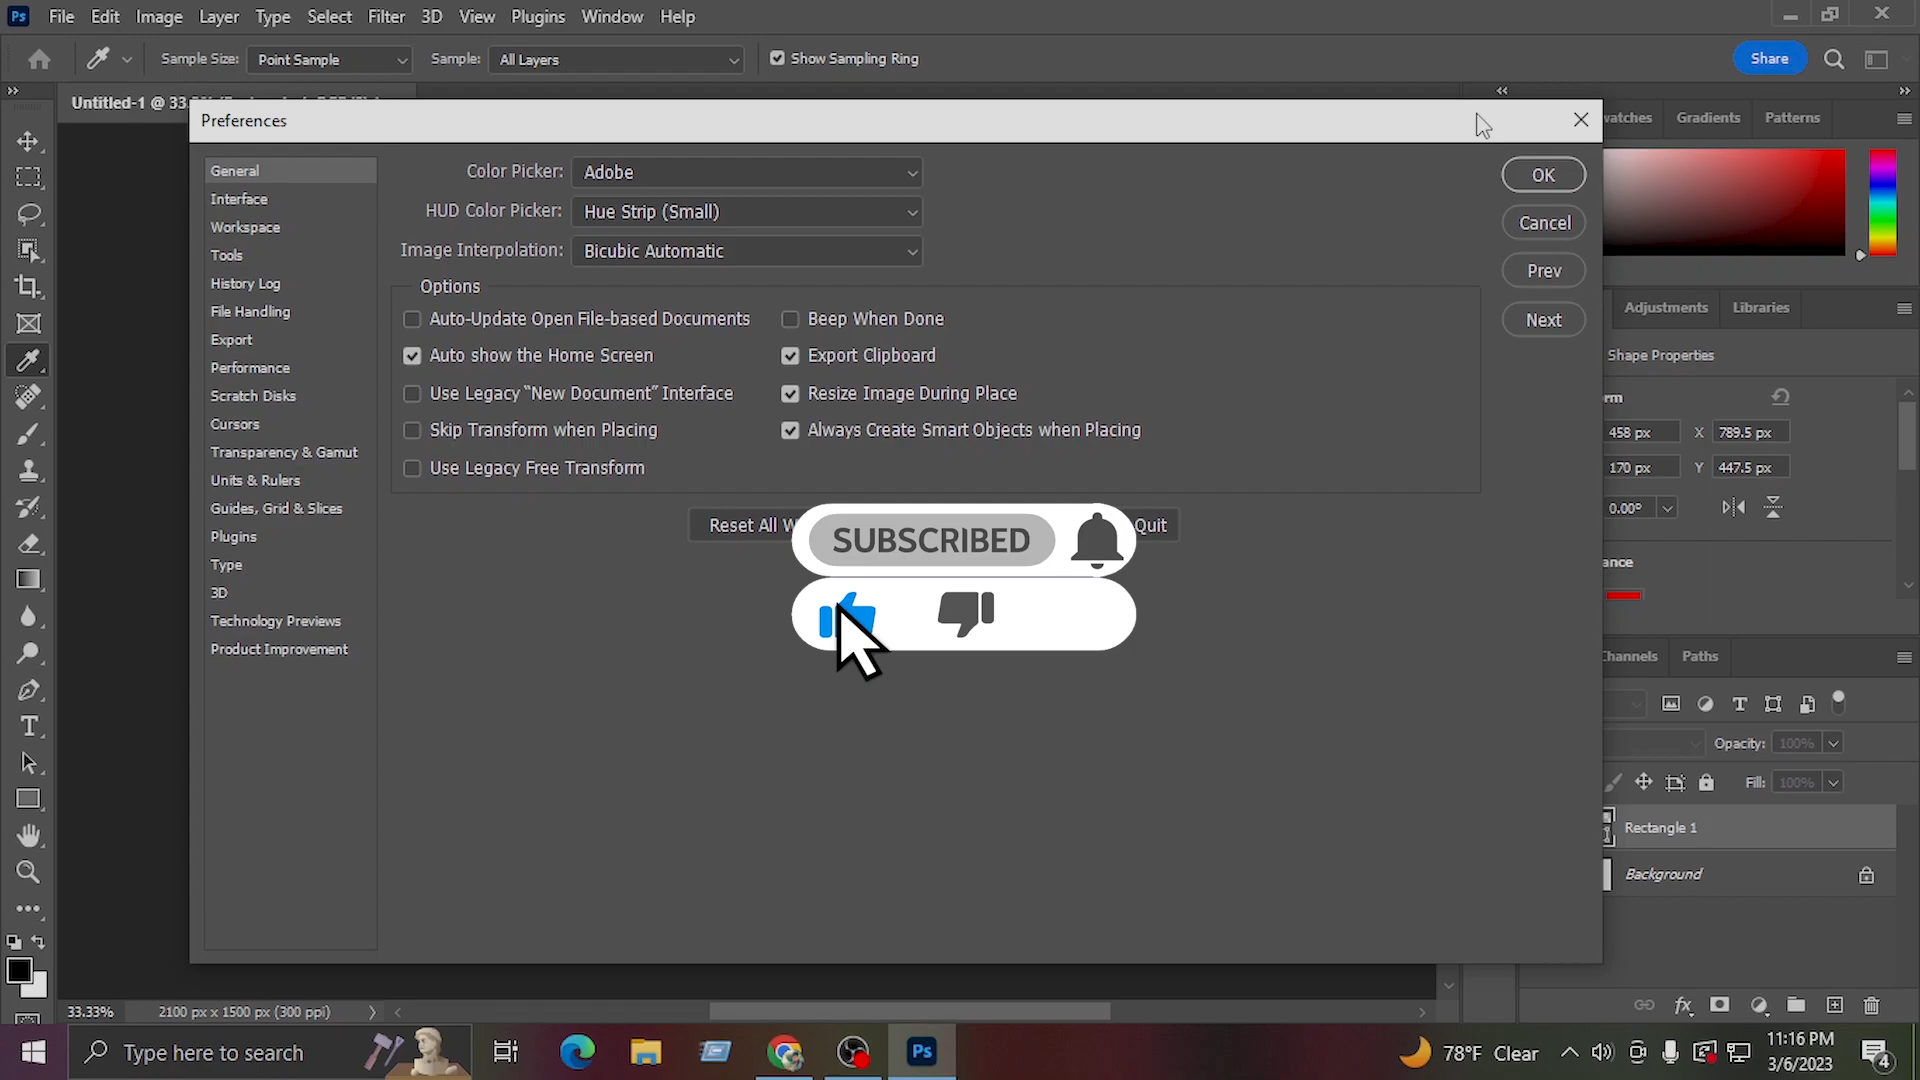 Ps File Edit Image Layer Type Select Filter 3D View Plugins Window Help
Sample Size: Point Sample Sample: All Layers Show Sampling Ring Share
Untitled-1 @ 33.
Preferences
General
Interface
Workspace
Tools
History Log
File Handling
Export
Performance
Scratch Disks
Cursors
Transparency & Gamut
Units & Rulers
Guides, Grid & Slices
Plugins
Type
3D
Technology Previews
Product Improvement
Color Picker: Adobe
HUD Color Picker: Hue Strip (Small)
Image Interpolation: Bicubic Automatic
Options
Auto-Update Open File-based Documents
Beep When Done
Auto show the Home Screen
Export Clipboard
Use Legacy “New Document” Interface
Resize Image During Place
Skip Transform when Placing
Always Create Smart Objects when Placing
Use Legacy Free Transform
Reset All W
Quit
SUBSCRIBED
OK
Cancel
Prev
Next
watches Gradients Patterns
Adjustments Libraries
Shape Properties
rm
458 px X 789.5 px
170 px Y 447.5 px
0.00°
ance
Channels Paths
Opacity: 100%
Fill: 100%
Rectangle 1
Background
33.33% 2100 px x 1500 px (300 ppi)
Type here to search
Ps
78°F Clear
11:16 PM
3/6/2023
4